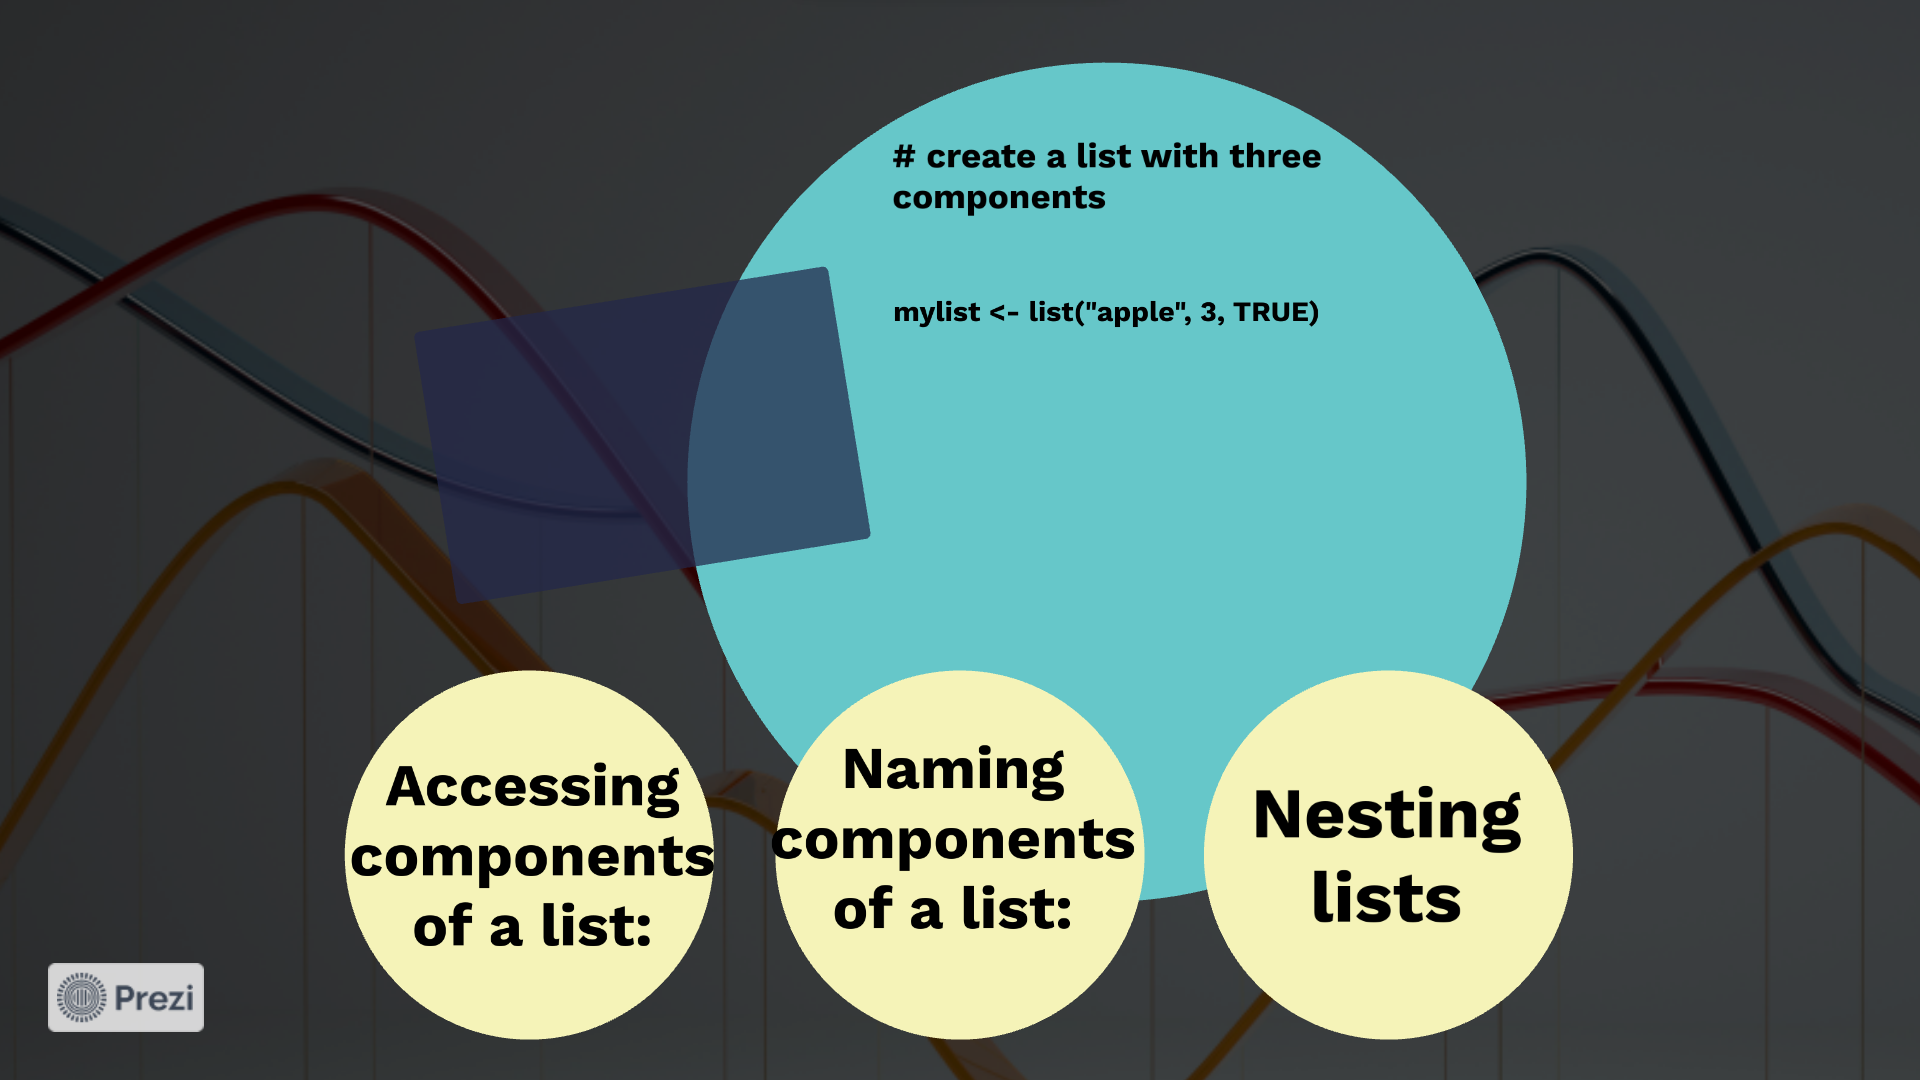 # create a list with three
components
mylist <- list("apple", 3, TRUE)
Accessing
components
of a list:
Naming
components
of a list:
Nesting
lists
Prezi